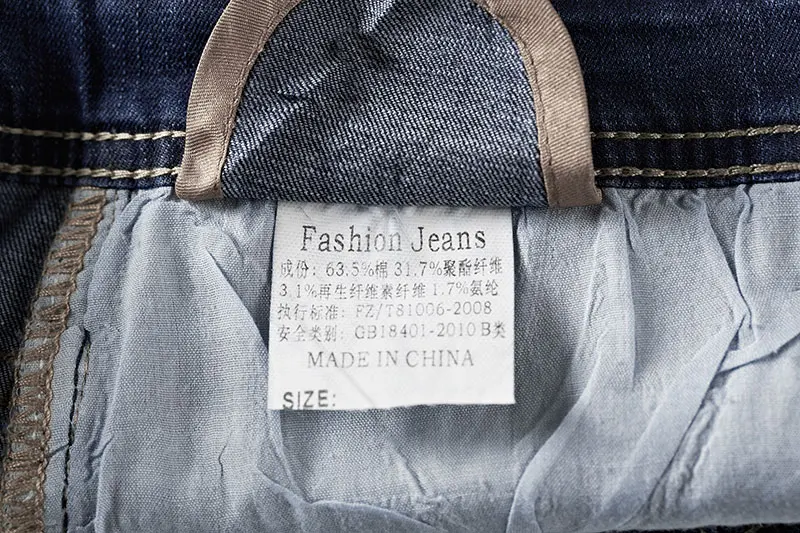 Fashion Jeans
成份: 63.5%棉 31.7%聚酯纤维
3.1%再生纤维素纤维 1.7%氨纶
执行标准: FZ/T81006-2008
安全类别: GB18401-2010 B类
MADE IN CHINA
SIZE: